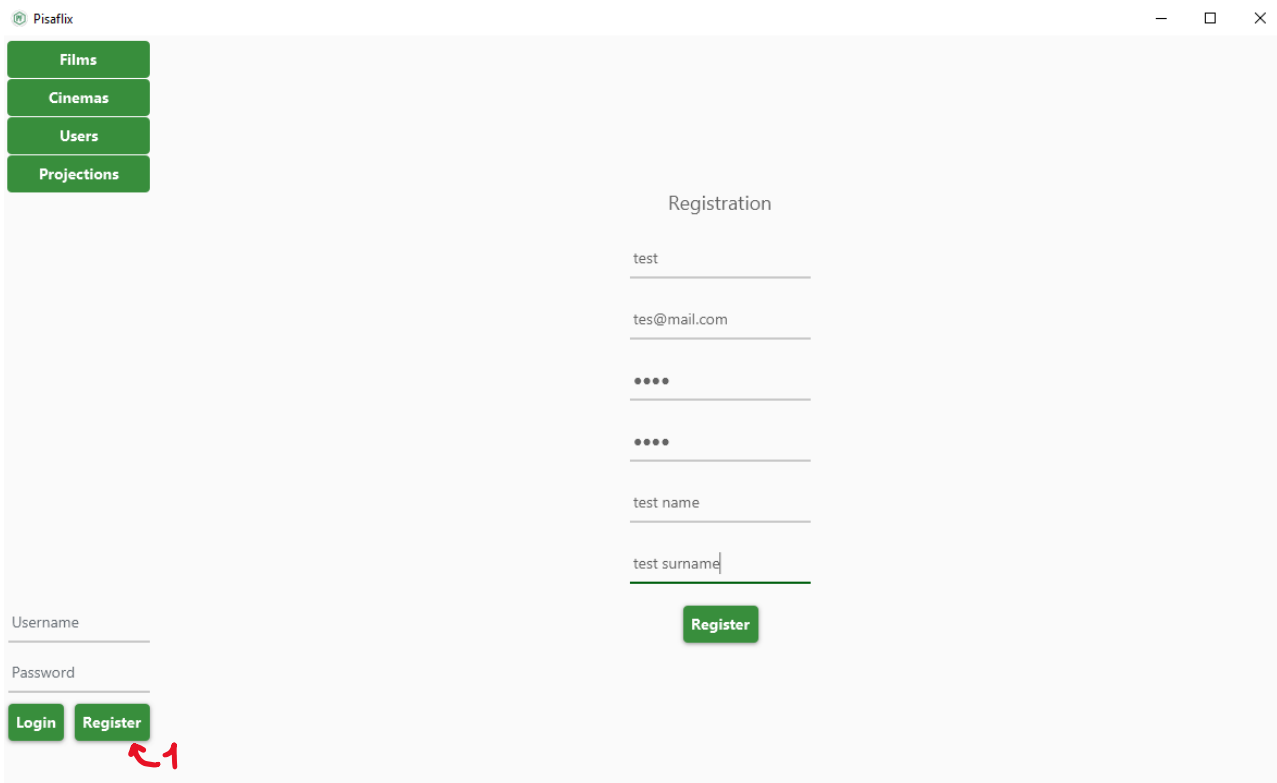 Pisaflix
Films
Cinemas
Users
Projections
Registration
test
tes@mail.com
••••
••••
test name
test surname
Register
Username
Password
Login Register
1